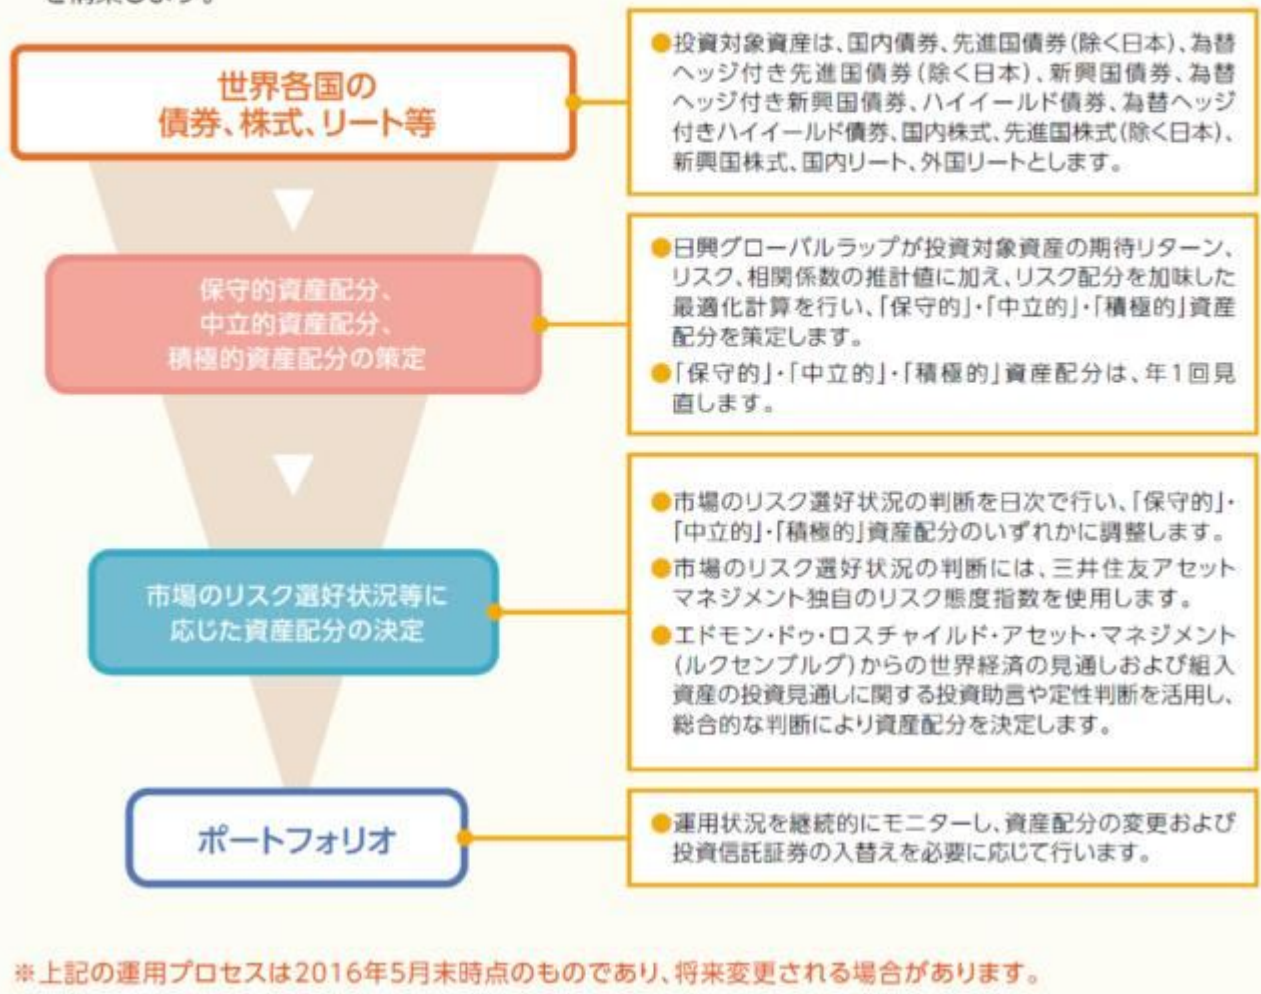 世界各国の
債券、株式、リート等
●投資対象資産は、国内債券、先進国債券(除く日本)、為替
ヘッジ付き先進国債券(除く日本)、新興国債券、為替
ヘッジ付き新興国債券、ハイイールド債券、為替ヘッジ
付きハイイールド債券、国内株式、先進国株式(除く日本)、
新興国株式、国内リート、外国リートとします。
保守的資産配分、
中立的資産配分、
積極的資産配分の策定
●日興グローバルラップが投資対象資産の期待リターン、
リスク、相関係数の推計値に加え、リスク配分を加味した
最適化計算を行い、「保守的」・「中立的」・「積極的」資産
配分を策定します。
●「保守的」・「中立的」・「積極的」資産配分は、年1回見
直します。
市場のリスク選好状況等に
応じた資産配分の決定
●市場のリスク選好状況の判断を日次で行い、「保守的」・
「中立的」・「積極的」資産配分のいずれかに調整します。
●市場のリスク選好状況の判断には、三井住友アセット
マネジメント独自のリスク態度指数を使用します。
●エドモン・ドゥ・ロスチャイルド・アセット・マネジメント
(ルクセンブルグ)からの世界経済の見通しおよび組入
資産の投資見通しに関する投資助言や定性判断を活用し、
総合的な判断により資産配分を決定します。
ポートフォリオ
●運用状況を継続的にモニターし、資産配分の変更および
投資信託証券の入替えを必要に応じて行います。
※上記の運用プロセスは2016年5月末時点のものであり、将来変更される場合があります。